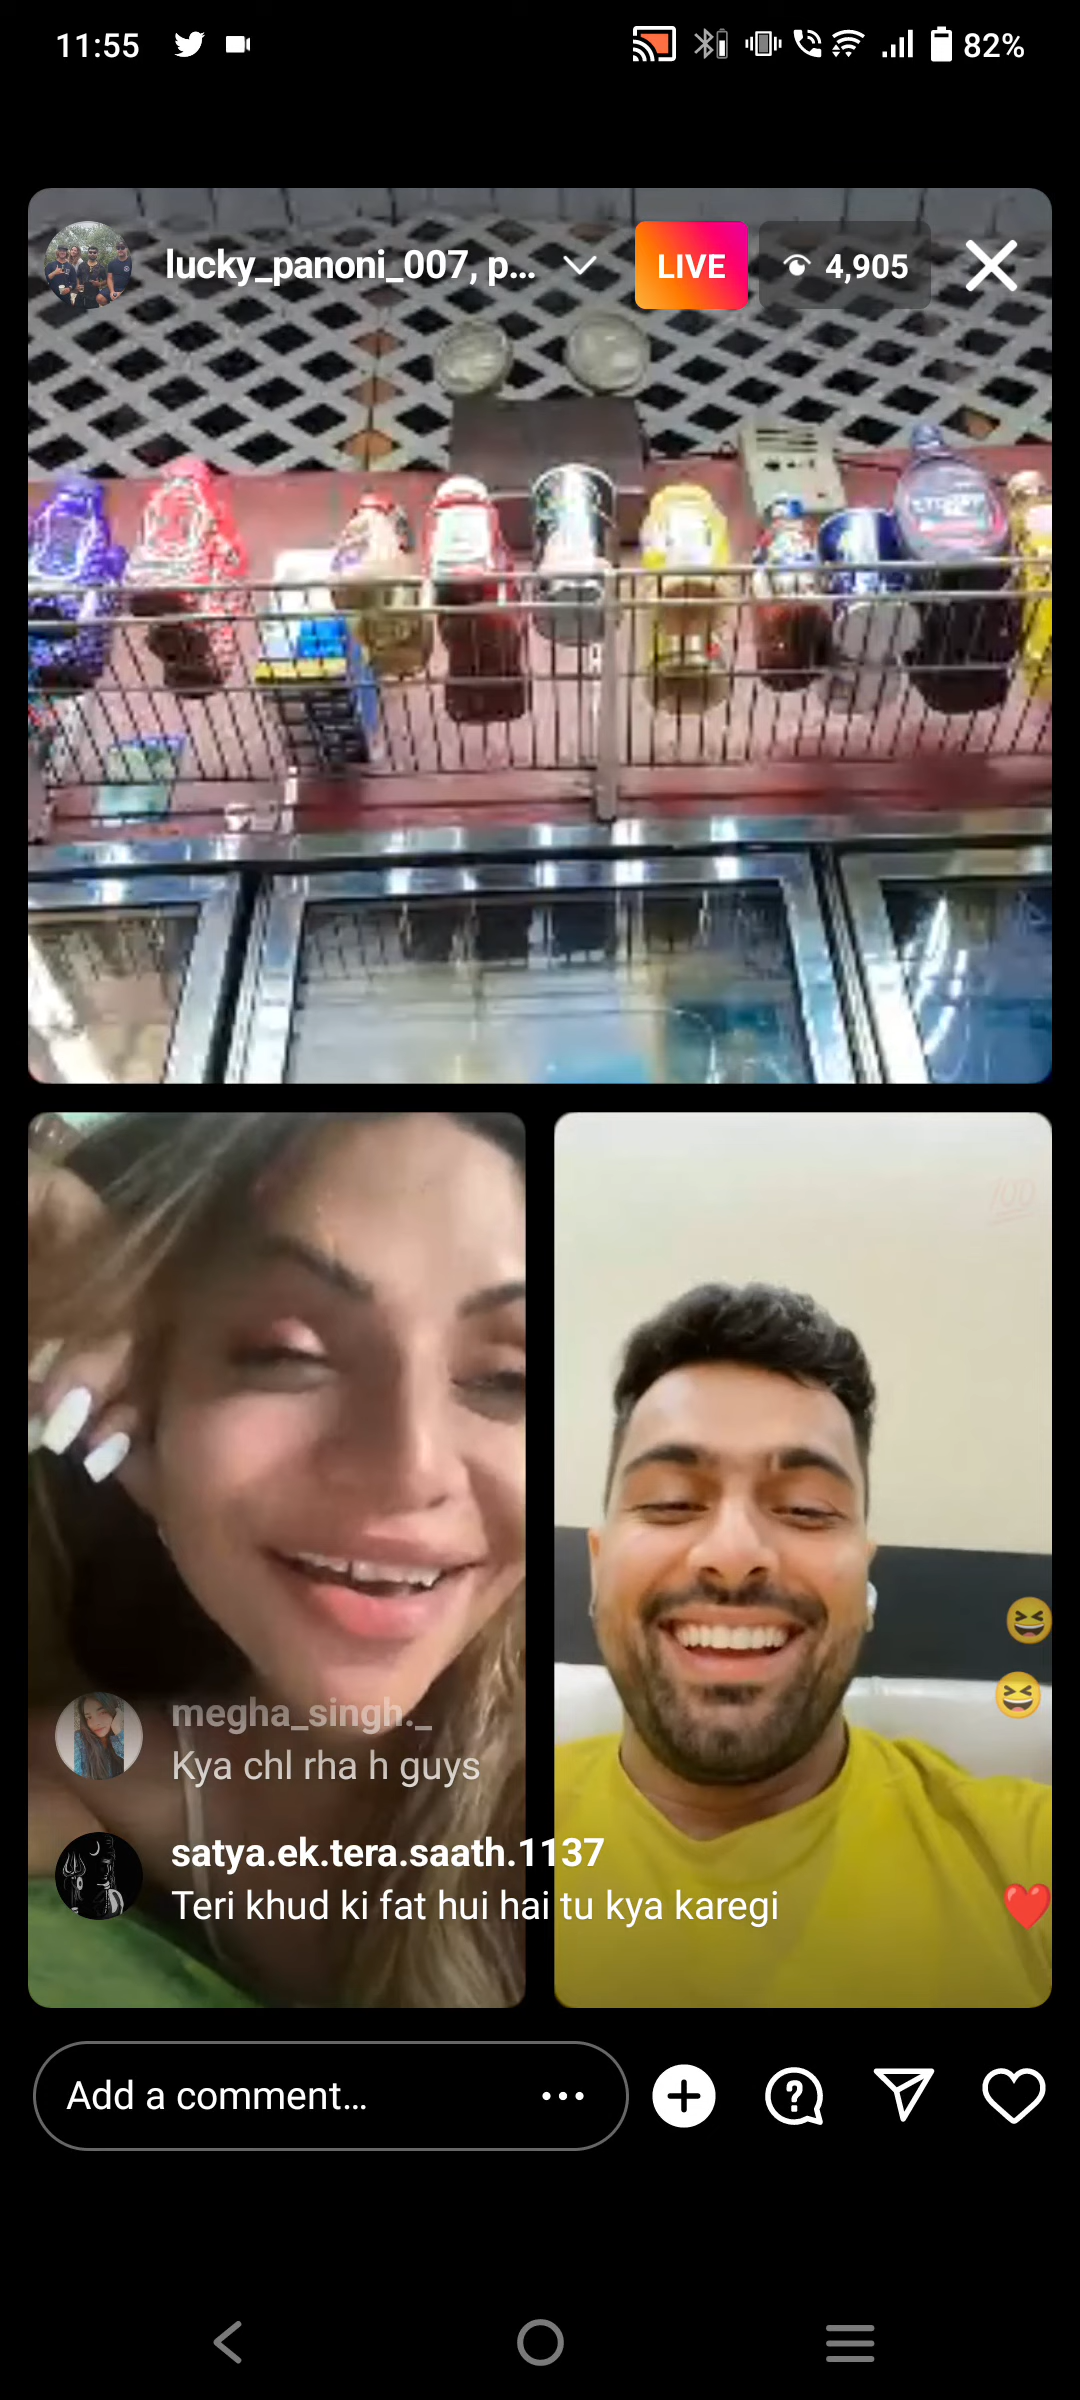 11:55
82%
lucky_panoni_007, p...
LIVE
4,905
megha_singh._
Kya chl rha h guys
satya.ek.tera.saath.1137
Teri khud ki fat hui hai tu kya karegi
Add a comment...